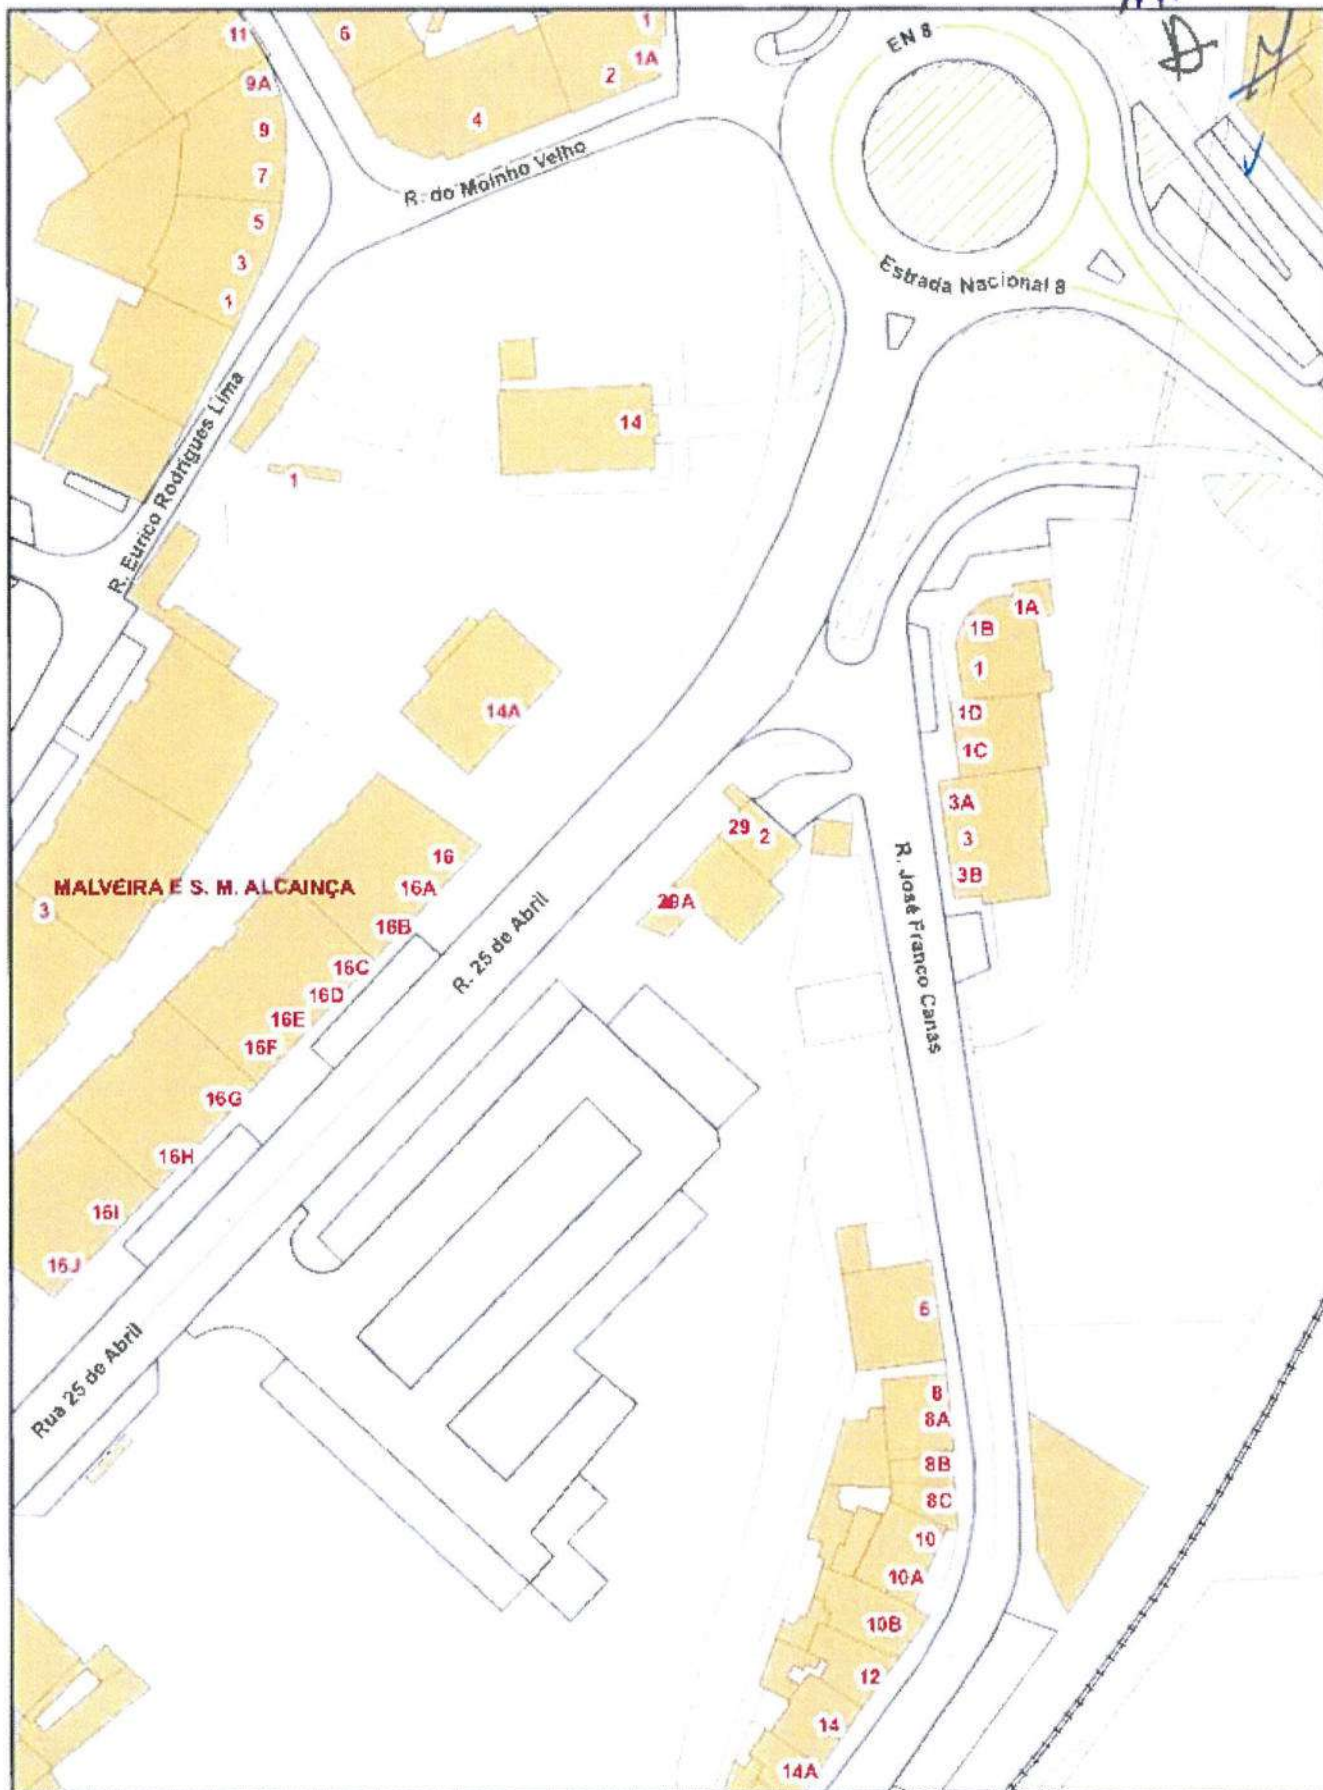 EN 8
Estrada Nacional 8
11
9A
9
7
5
3
1
6
4
2
1
1A
R. do Moinho Velho
R. Eurico Rodrigues Lima
1
14
14A
1A
1B
1
1D
1C
3A
3
3B
29
2
29A
MALVEIRA E S. M. ALCAINÇA
3
16
16A
16B
16C
16D
16E
16F
16G
16H
16I
16J
R. 25 de Abril
Rua 25 de Abril
R. José Franco Canas
6
8
8A
8B
8C
10
10A
10B
12
14
14A